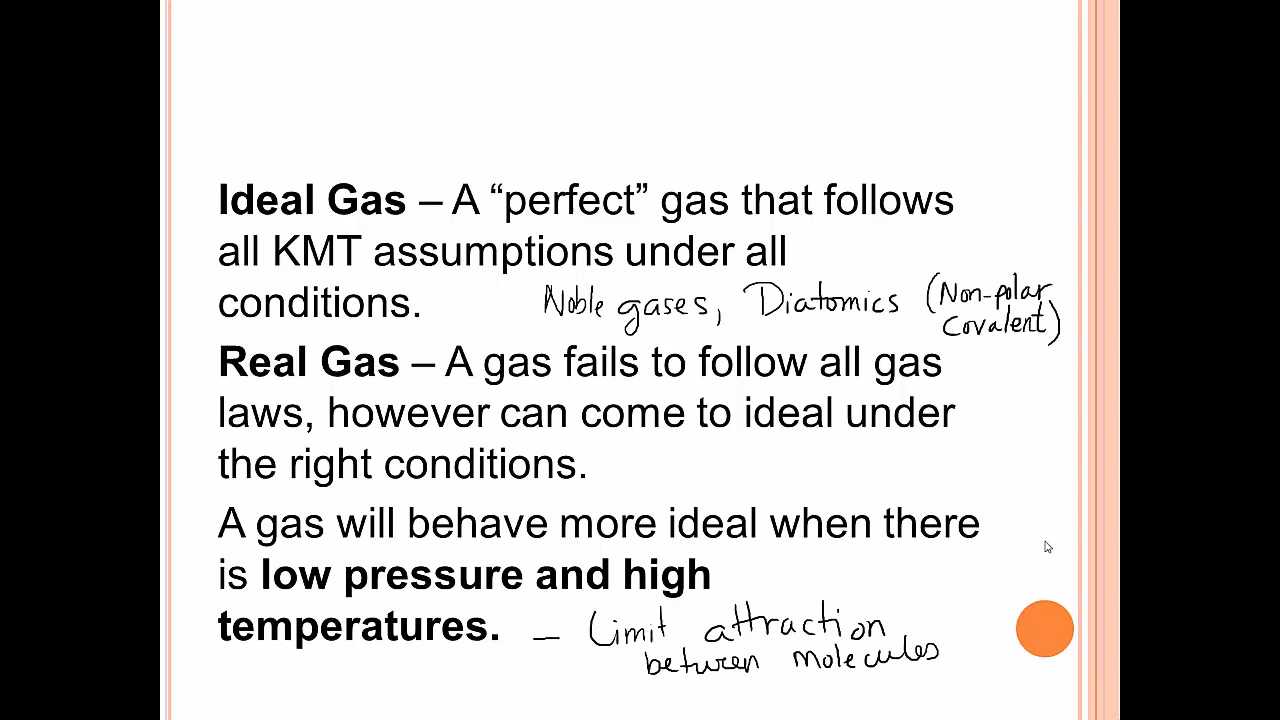 Ideal Gas – A “perfect” gas that follows
all KMT assumptions under all
conditions. Noble gases, Diatomics (Non-polar
covalent)
Real Gas – A gas fails to follow all gas
laws, however can come to ideal under
the right conditions.
A gas will behave more ideal when there
is low pressure and high
temperatures. – Limit attraction
between molecules